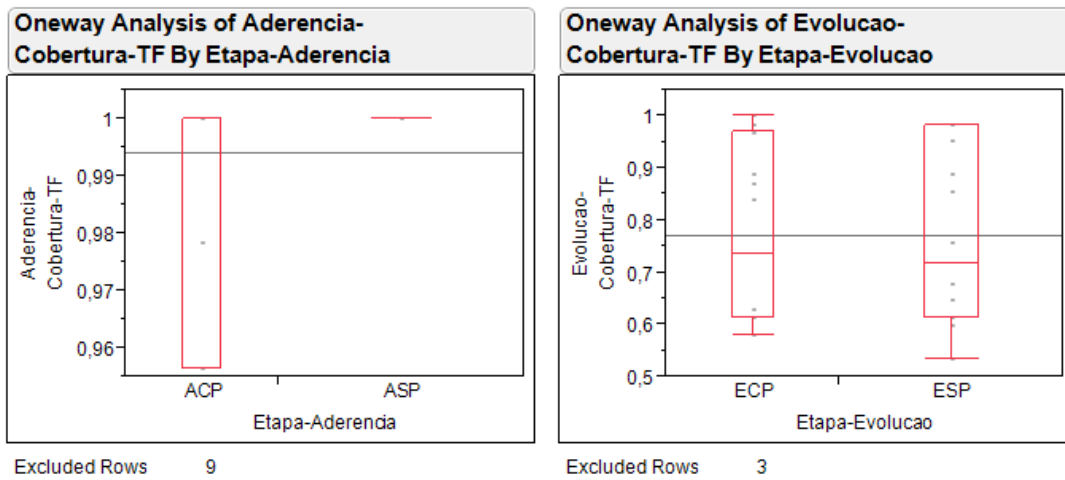 Oneway Analysis of Aderencia-
Cobertura-TF By Etapa-Aderencia
Aderencia-
Cobertura-TF
1
0,99
0,98
0,97
0,96
ACP
ASP
Etapa-Aderencia
Excluded Rows 9
Oneway Analysis of Evolucao-
Cobertura-TF By Etapa-Evolucao
Evolucao-
Cobertura-TF
1
0,9
0,8
0,7
0,6
0,5
ECP
ESP
Etapa-Evolucao
Excluded Rows 3